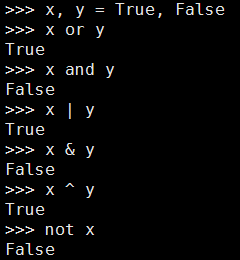 >>> x, y = True, False
>>> x or y
True
>>> x and y
False
>>> x | y
True
>>> x & y
False
>>> x ^ y
True
>>> not x
False